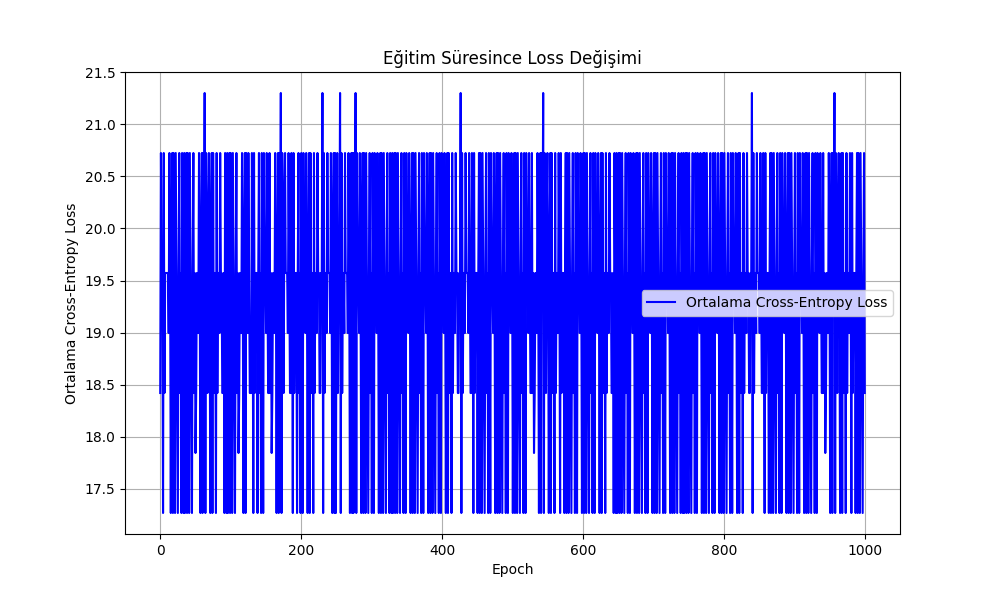 Eğitim Süresince Loss Değişimi
Ortalama Cross-Entropy Loss
21.5
21.0
20.5
20.0
19.5
19.0
18.5
18.0
17.5
Ortalama Cross-Entropy Loss
0 200 400 600 800 1000
Epoch